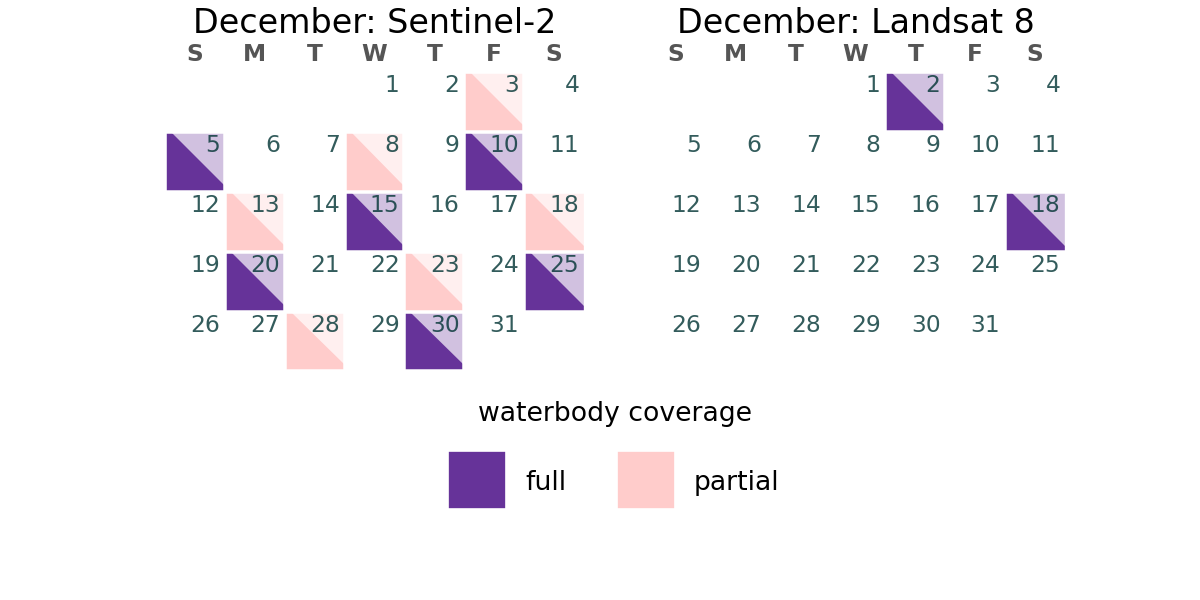 December: Sentinel-2
S M T W T F S
1 2 3 4
5 6 7 8 9 10 11
12 13 14 15 16 17 18
19 20 21 22 23 24 25
26 27 28 29 30 31
December: Landsat 8
S M T W T F S
1 2 3 4
5 6 7 8 9 10 11
12 13 14 15 16 17 18
19 20 21 22 23 24 25
26 27 28 29 30 31
waterbody coverage
full partial